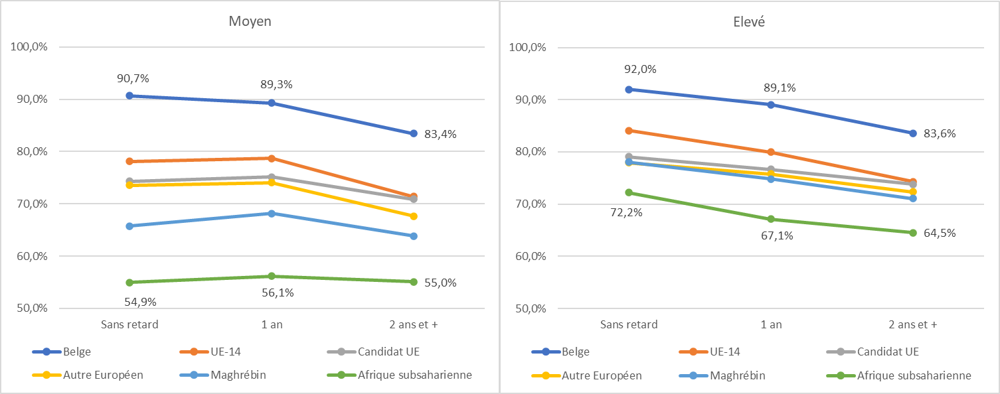 Moyen
100,0%
90,0%
80,0%
70,0%
60,0%
50,0%
90,7%
89,3%
83,4%
54,9%
56,1%
55,0%
Sans retard
1 an
2 ans et +
Belge
UE-14
Candidat UE
Autre Européen
Maghrébin
Afrique subsaharienne
Elevé
100,0%
90,0%
80,0%
70,0%
60,0%
50,0%
92,0%
89,1%
83,6%
72,2%
67,1%
64,5%
Sans retard
1 an
2 ans et +
Belge
UE-14
Candidat UE
Autre Européen
Maghrébin
Afrique subsaharienne